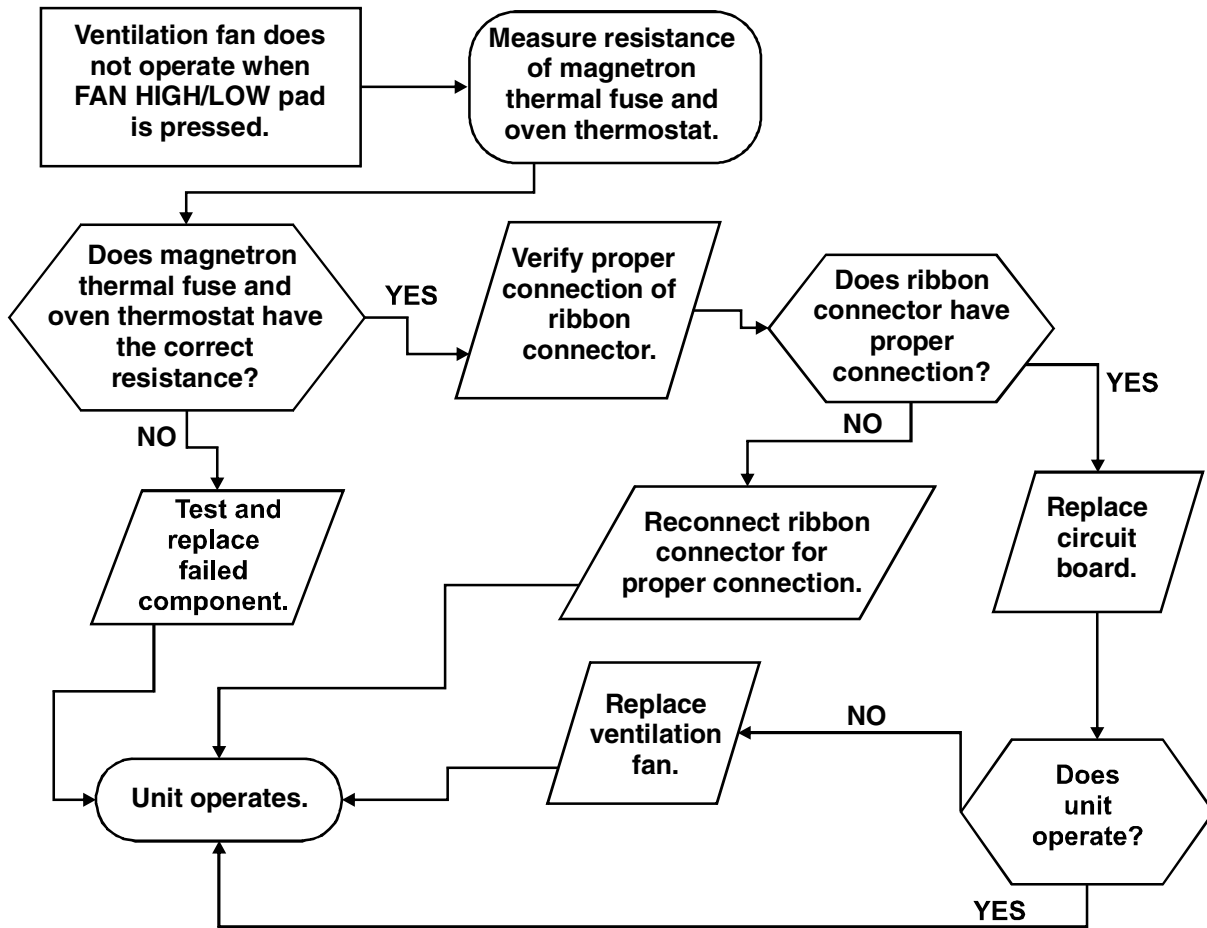 Ventilation fan does
not operate when
FAN HIGH/LOW pad
is pressed.
Measure resistance
of magnetron
thermal fuse and
oven thermostat.
Does magnetron
thermal fuse and
oven thermostat have
the correct
resistance?
YES
Verify proper
connection of
ribbon
connector.
Does ribbon
connector have
proper
connection?
YES
NO
NO
Test and
replace
failed
component.
Reconnect ribbon
connector for
proper connection.
Replace
circuit
board.
Replace
ventilation
fan.
NO
Does
unit
operate?
Unit operates.
YES